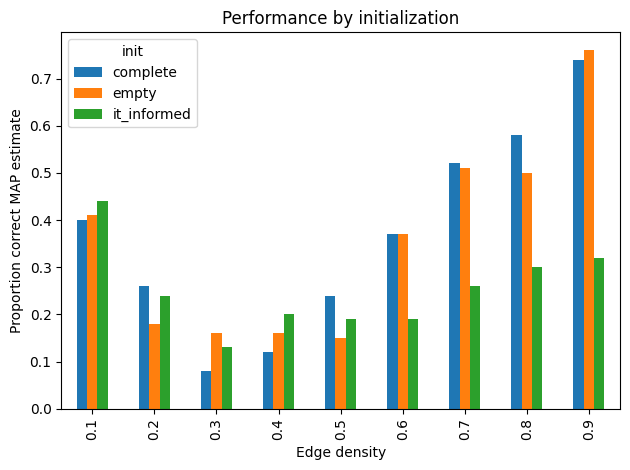 Performance by initialization
init
complete
empty
it_informed
Proportion correct MAP estimate
0.7
0.6
0.5
0.4
0.3
0.2
0.1
0.0
0.1 0.2 0.3 0.4 0.5 0.6 0.7 0.8 0.9
Edge density